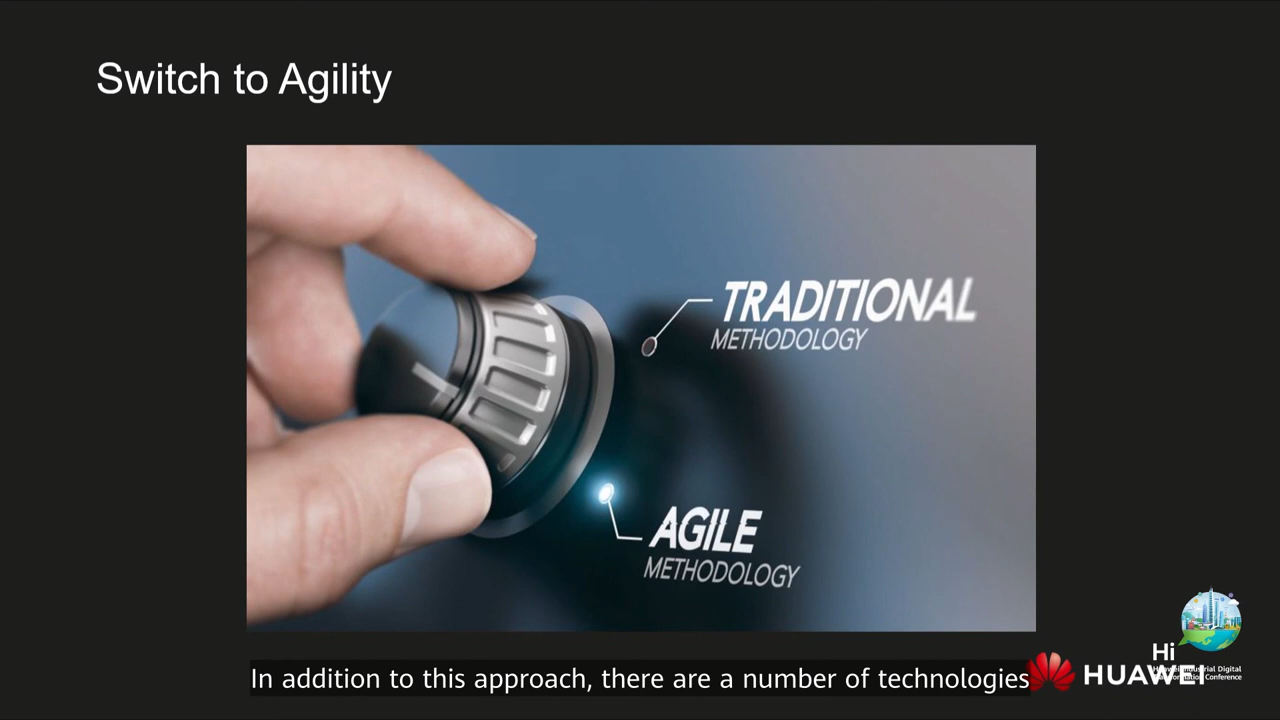 Switch to Agility
TRADITIONAL
METHODOLOGY
AGILE
METHODOLOGY
In addition to this approach, there are a number of technologies
Hi
HUAWEI
Conference